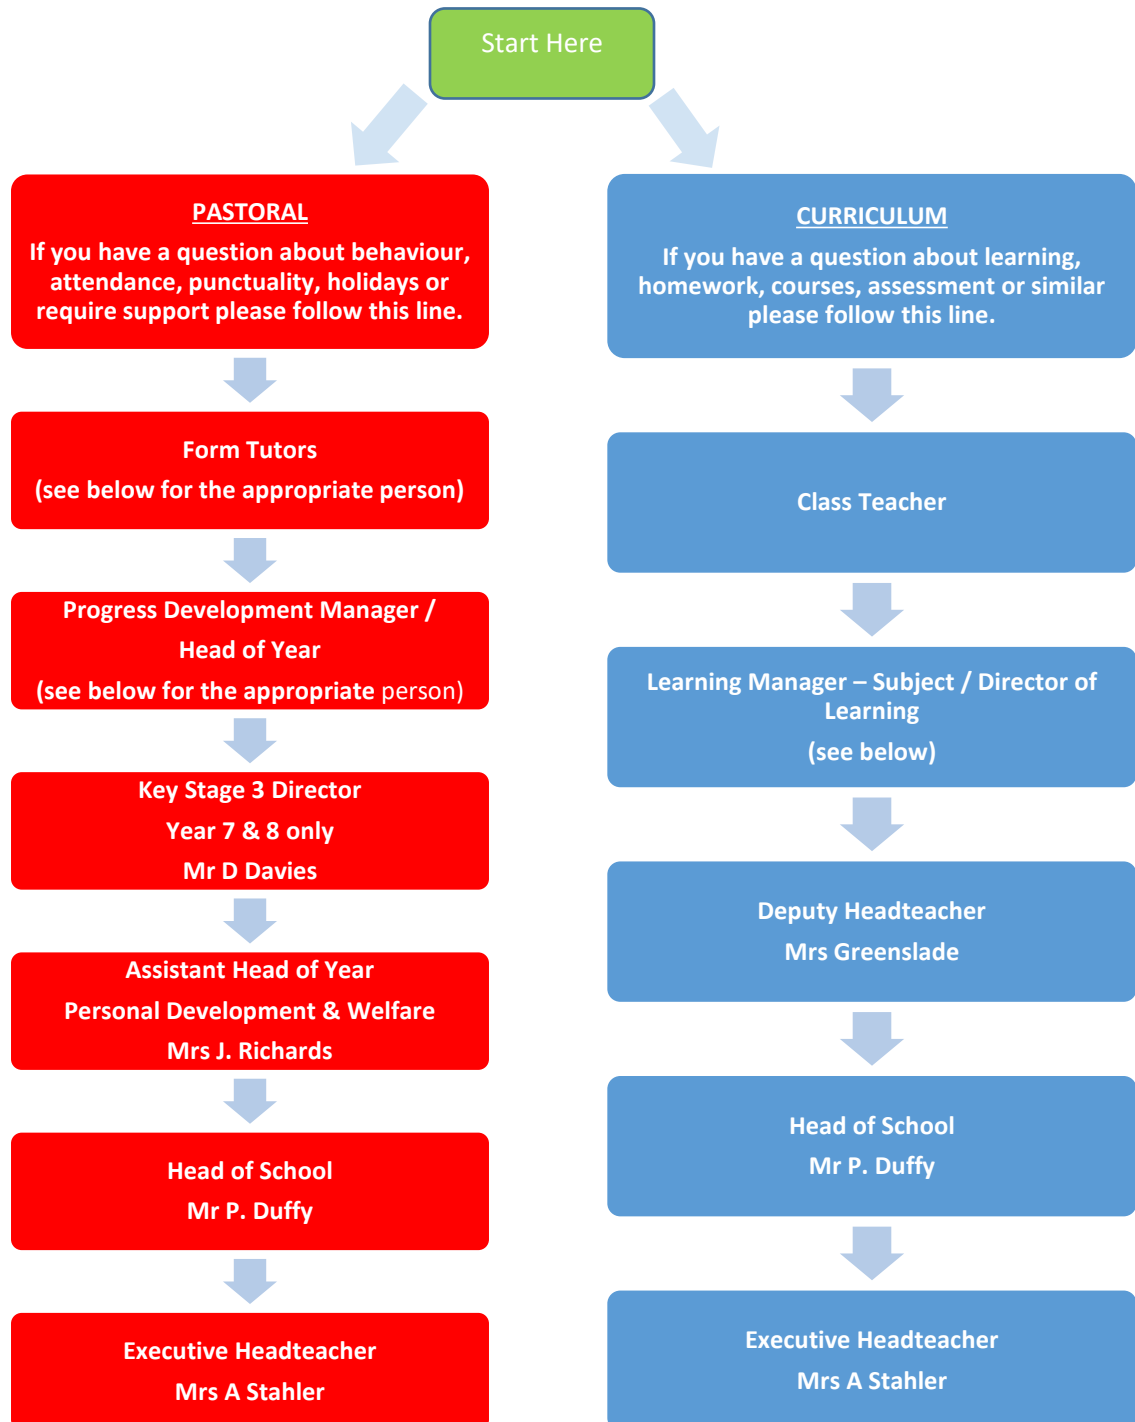 Start Here
PASTORAL
If you have a question about behaviour,
attendance, punctuality, holidays or
require support please follow this line.
Form Tutors
(see below for the appropriate person)
Progress Development Manager /
Head of Year
(see below for the appropriate person)
Key Stage 3 Director
Year 7 & 8 only
Mr D Davies
Assistant Head of Year
Personal Development & Welfare
Mrs J. Richards
Head of School
Mr P. Duffy
Executive Headteacher
Mrs A Stahler
CURRICULUM
If you have a question about learning,
homework, courses, assessment or similar
please follow this line.
Class Teacher
Learning Manager – Subject / Director of
Learning
(see below)
Deputy Headteacher
Mrs Greenslade
Head of School
Mr P. Duffy
Executive Headteacher
Mrs A Stahler